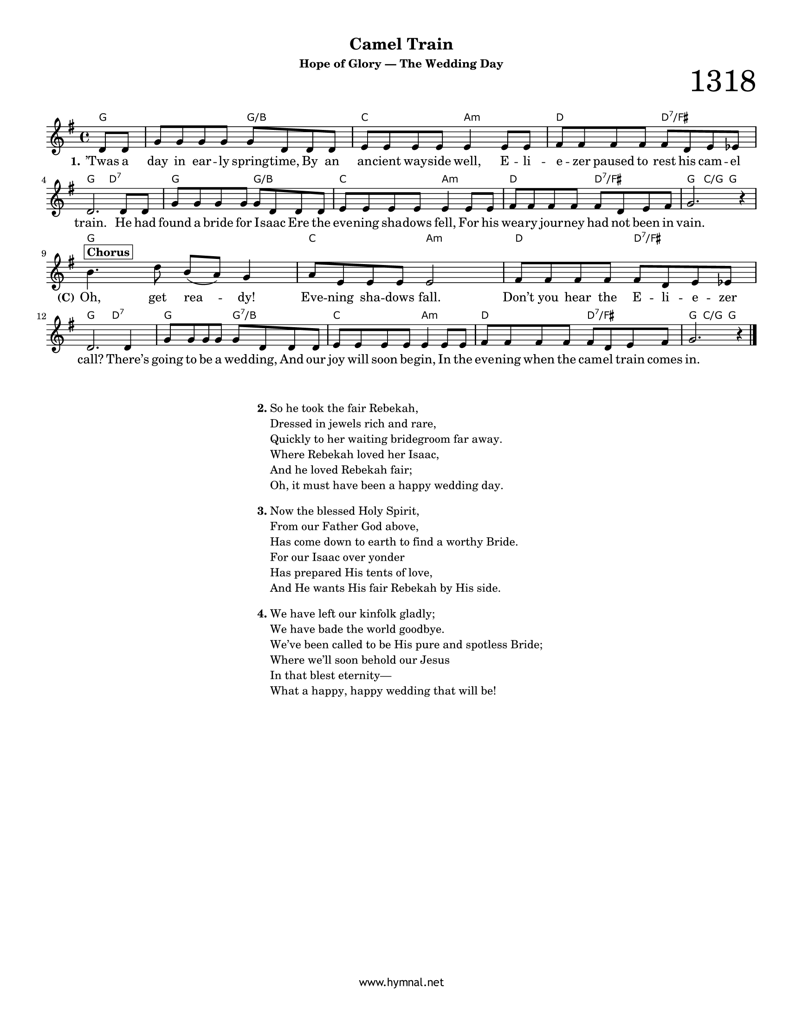 Camel Train
Hope of Glory — The Wedding Day
1318
G G/B C Am D D7/F♯
1. 'Twas a day in ear - ly springtime, By an ancient wayside well, E - li - e - zer paused to rest his cam - el
4 G D7 G G/B C Am D D7/F♯ G C/G G
train. He had found a bride for Isaac Ere the evening shadows fell, For his weary journey had not been in vain.
9 G C Am D D7/F♯
Chorus
(C) Oh, get rea - dy! Eve-ning sha-dows fall. Don't you hear the E - li - e - zer
12 G D7 G G7/B C Am D D7/F♯ G C/G G
call? There's going to be a wedding, And our joy will soon begin, In the evening when the camel train comes in.
2. So he took the fair Rebekah,
Dressed in jewels rich and rare,
Quickly to her waiting bridegroom far away.
Where Rebekah loved her Isaac,
And he loved Rebekah fair;
Oh, it must have been a happy wedding day.
3. Now the blessed Holy Spirit,
From our Father God above,
Has come down to earth to find a worthy Bride.
For our Isaac over yonder
Has prepared His tents of love,
And He wants His fair Rebekah by His side.
4. We have left our kinfolk gladly;
We have bade the world goodbye.
We've been called to be His pure and spotless Bride;
Where we'll soon behold our Jesus
In that blest eternity—
What a happy, happy wedding that will be!
www.hymnal.net